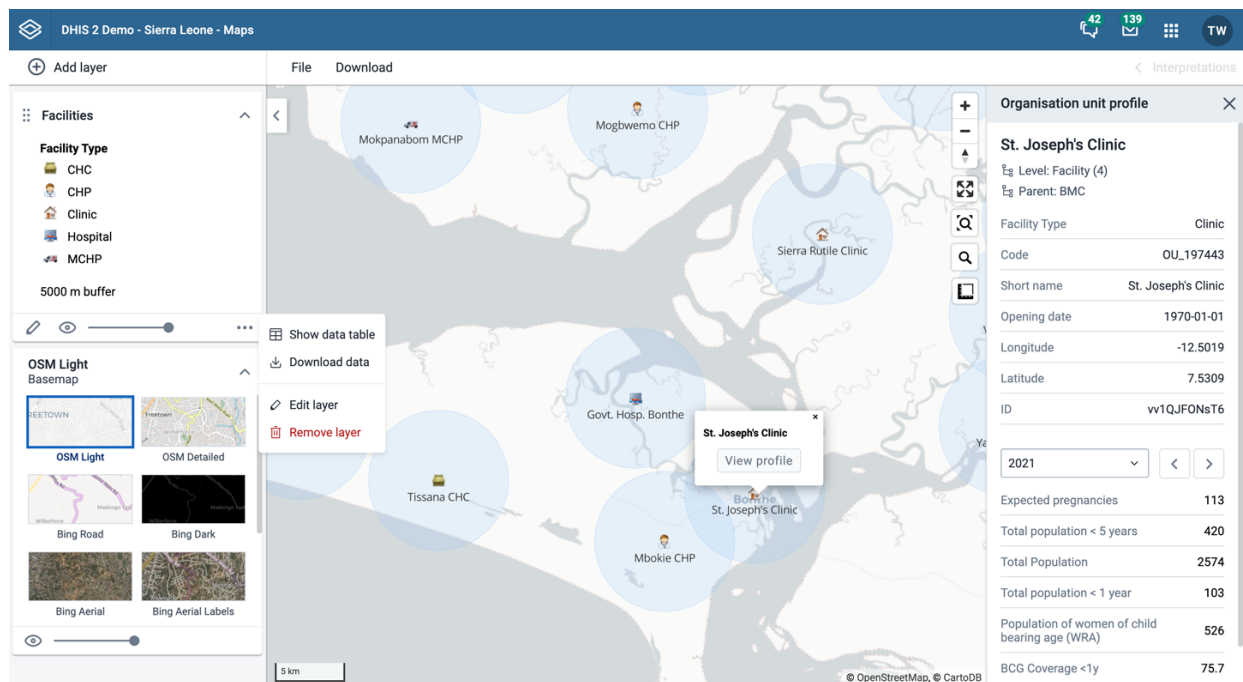 DHIS 2 Demo - Sierra Leone - Maps
42
139
TW
Add layer
File
Download
Interpretations
Facilities
Facility Type
CHC
CHP
Clinic
Hospital
MCHP
5000 m buffer
Show data table
Download data
Edit layer
Remove layer
OSM Light
Basemap
REETOWN
Freetown
OSM Light
OSM Detailed
Wilberforce
Bing Road
Bing Dark
Bing Aerial
Bing Aerial Labels
Mokpanabom MCHP
Mogbwemo CHP
Sierra Rutile Clinic
Govt. Hosp. Bonthe
Tissana CHC
St. Joseph's Clinic
View profile
Bonthe
St. Joseph's Clinic
Mbokie CHP
Ya
5 km
© OpenStreetMap, © CartoDB
Organisation unit profile
St. Joseph's Clinic
Level: Facility (4)
Parent: BMC
Facility Type Clinic
Code OU_197443
Short name St. Joseph's Clinic
Opening date 1970-01-01
Longitude -12.5019
Latitude 7.5309
ID vv1QJFONsT6
2021
Expected pregnancies 113
Total population < 5 years 420
Total Population 2574
Total population < 1 year 103
Population of women of child
bearing age (WRA) 526
BCG Coverage <1y 75.7